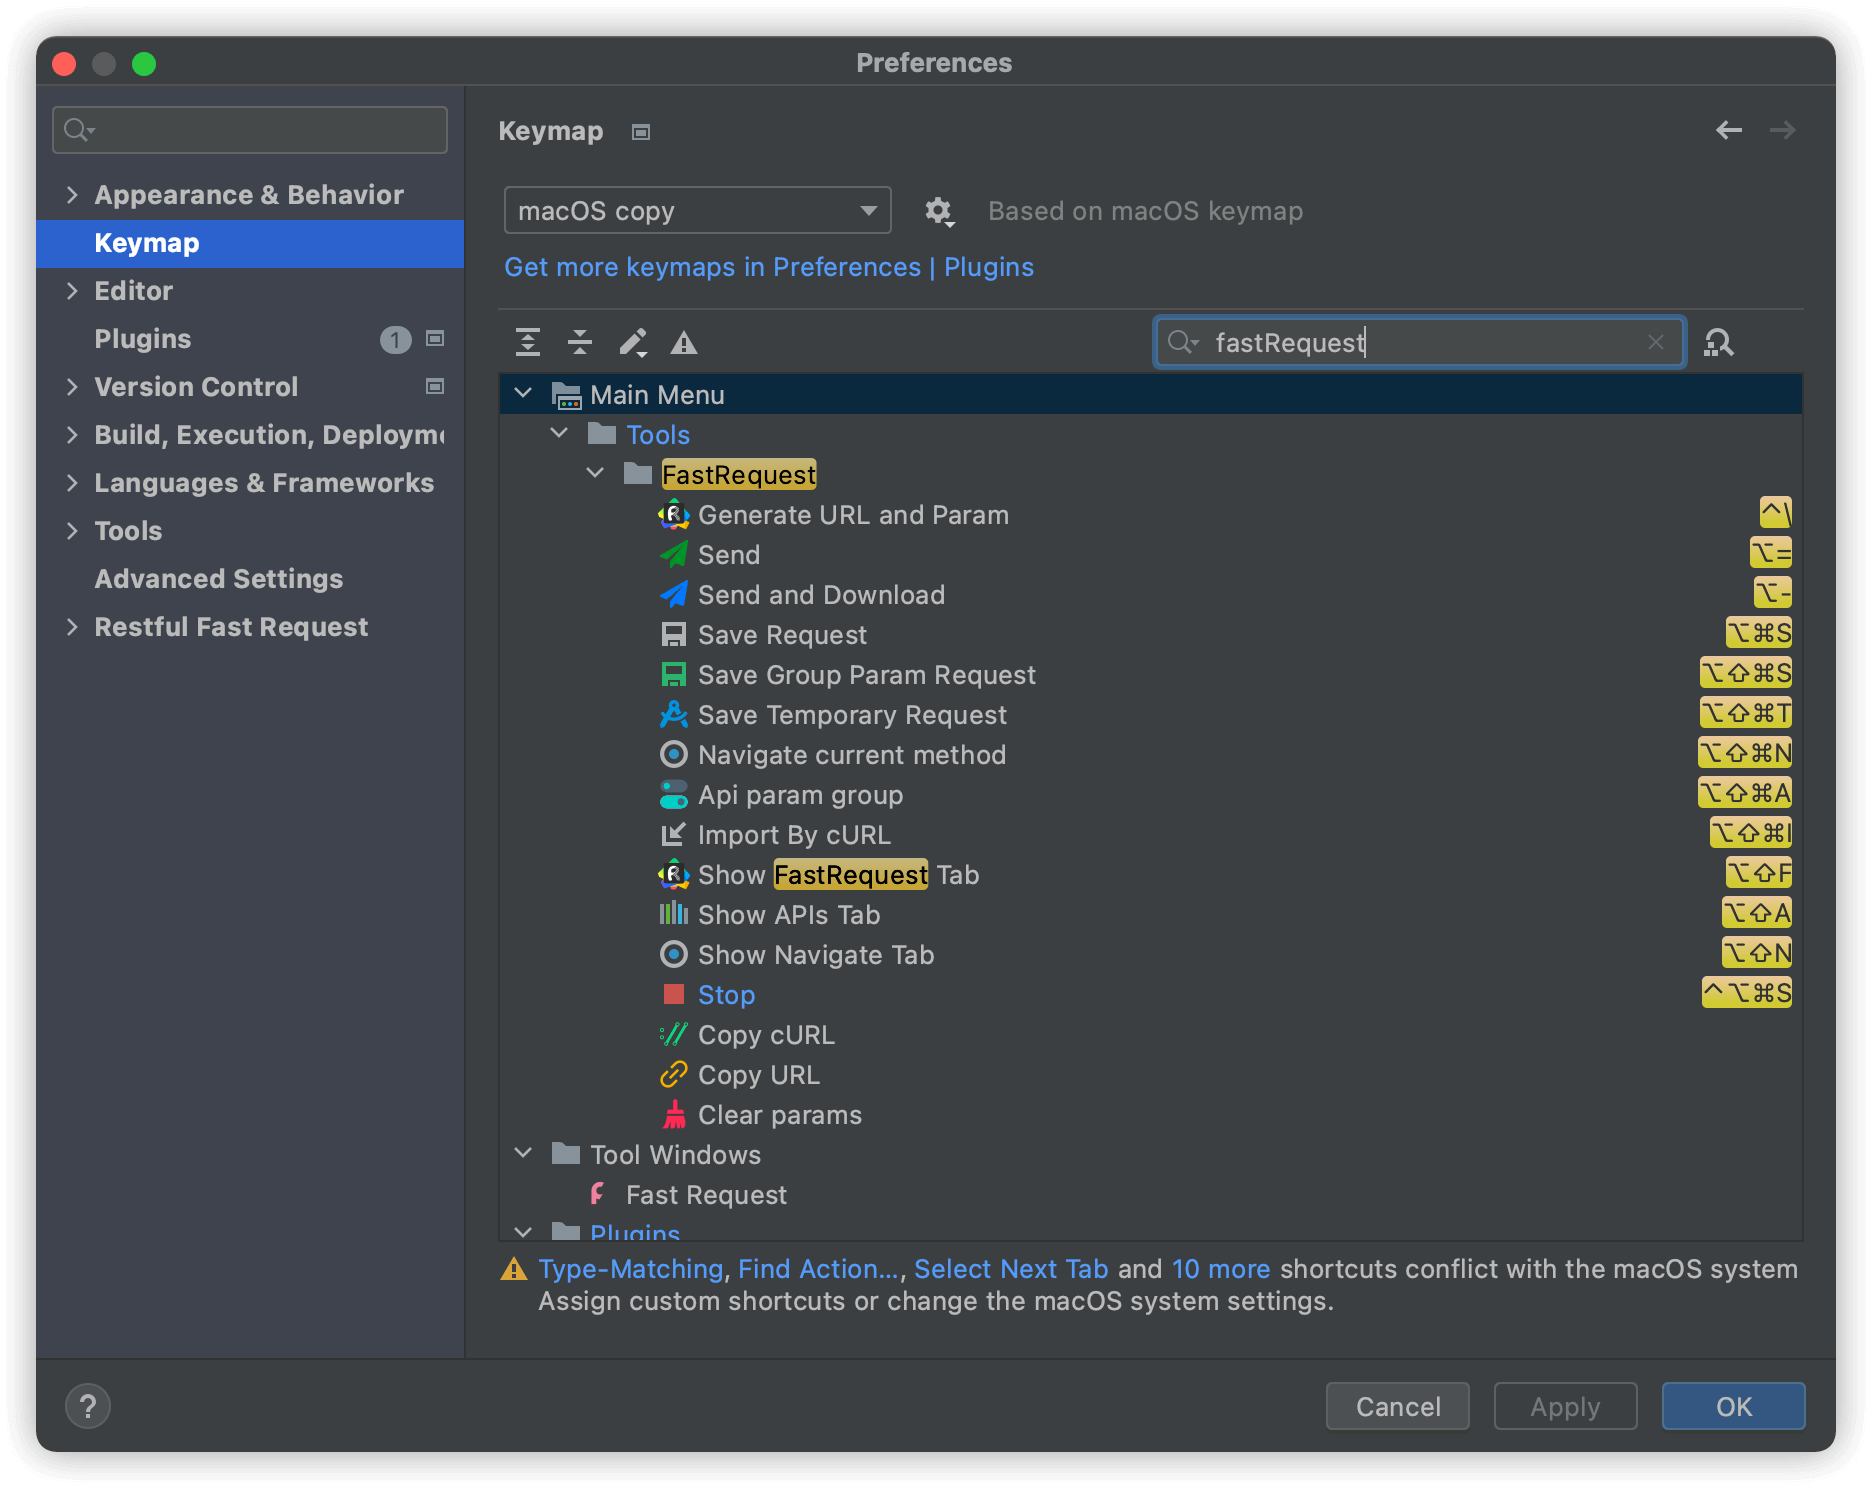 Preferences
Appearance & Behavior
Keymap
Editor
Plugins 1
Version Control
Build, Execution, Deployme
Languages & Frameworks
Tools
Advanced Settings
Restful Fast Request
Keymap
macOS copy
Based on macOS keymap
Get more keymaps in Preferences | Plugins
fastRequest
Main Menu
Tools
FastRequest
Generate URL and Param ^\
Send ⌥=
Send and Download ⌥-
Save Request ⌥⌘S
Save Group Param Request ⌥⇧⌘S
Save Temporary Request ⌥⇧⌘T
Navigate current method ⌥⇧⌘N
Api param group ⌥⇧⌘A
Import By cURL ⌥⇧⌘I
Show FastRequest Tab ⌥⇧F
Show APIs Tab ⌥⇧A
Show Navigate Tab ⌥⇧N
Stop ^⌥⌘S
Copy cURL
Copy URL
Clear params
Tool Windows
Fast Request
Plugins
Type-Matching, Find Action..., Select Next Tab and 10 more shortcuts conflict with the macOS system
Assign custom shortcuts or change the macOS system settings.
?
Cancel
Apply
OK